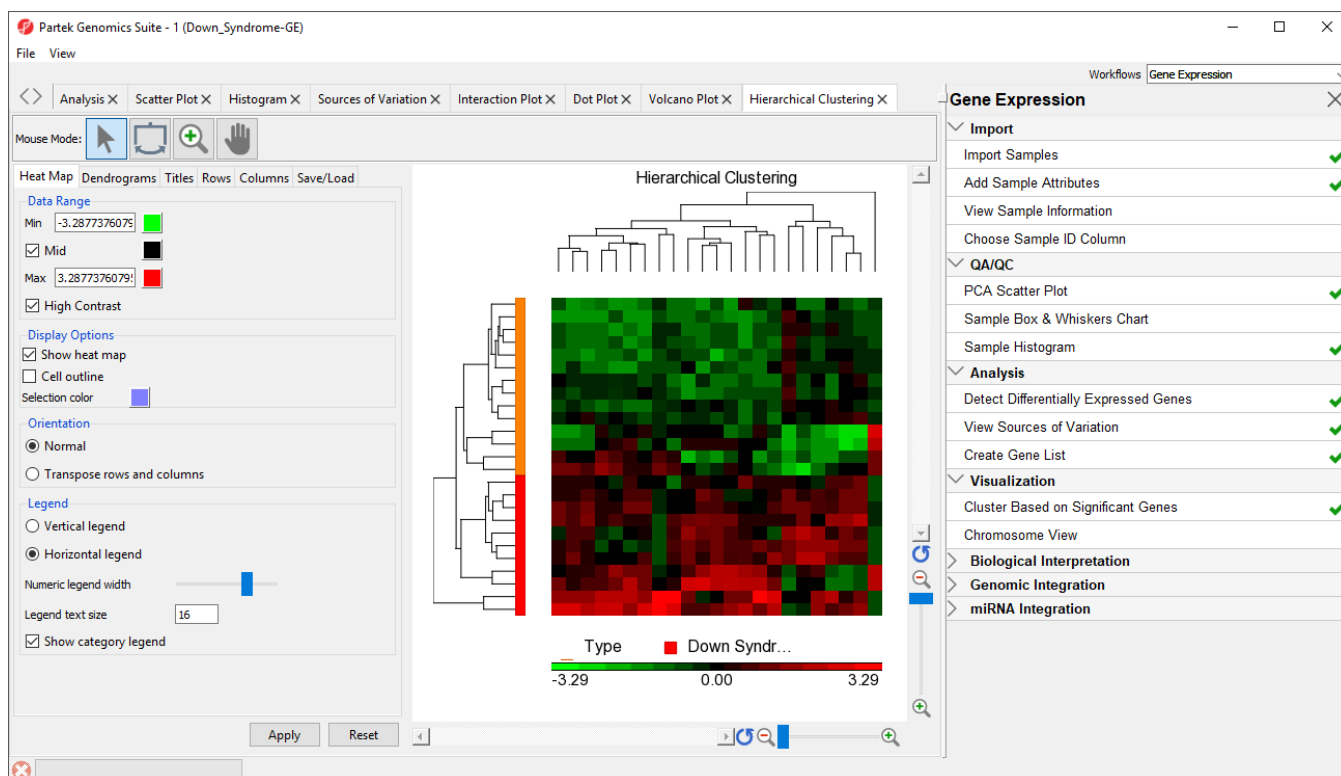 Partek Genomics Suite - 1 (Down_Syndrome-GE)
File View
Workflows Gene Expression
Analysis Scatter Plot Histogram Sources of Variation Interaction Plot Dot Plot Volcano Plot Hierarchical Clustering
Mouse Mode:
Heat Map Dendrograms Titles Rows Columns Save/Load
Data Range
Min -3.2877376079
Mid
Max 3.2877376079
High Contrast
Display Options
Show heat map
Cell outline
Selection color
Orientation
Normal
Transpose rows and columns
Legend
Vertical legend
Horizontal legend
Numeric legend width
Legend text size 16
Show category legend
Apply Reset
Hierarchical Clustering
Type Down Syndr...
-3.29 0.00 3.29
Gene Expression
Import
Import Samples
Add Sample Attributes
View Sample Information
Choose Sample ID Column
QA/QC
PCA Scatter Plot
Sample Box & Whiskers Chart
Sample Histogram
Analysis
Detect Differentially Expressed Genes
View Sources of Variation
Create Gene List
Visualization
Cluster Based on Significant Genes
Chromosome View
Biological Interpretation
Genomic Integration
miRNA Integration